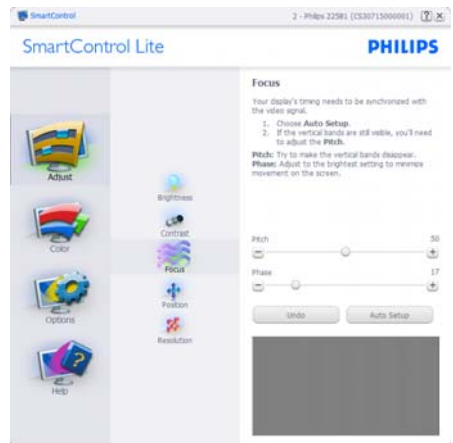 SmartControl
2 - Philips 225B1 (CS30715000001)
SmartControl Lite
PHILIPS
Adjust
Color
Options
Help
Brightness
Contrast
Focus
Position
Resolution
Focus
Your display's timing needs to be synchronized with
the video signal.
1. Choose Auto Setup.
2. If the vertical bands are still visible, you'll need
to adjust the Pitch.
Pitch: Try to make the vertical bands disappear.
Phase: Adjust to the brightest setting to minimize
movement on the screen.
Pitch 50
Phase 17
Undo
Auto Setup